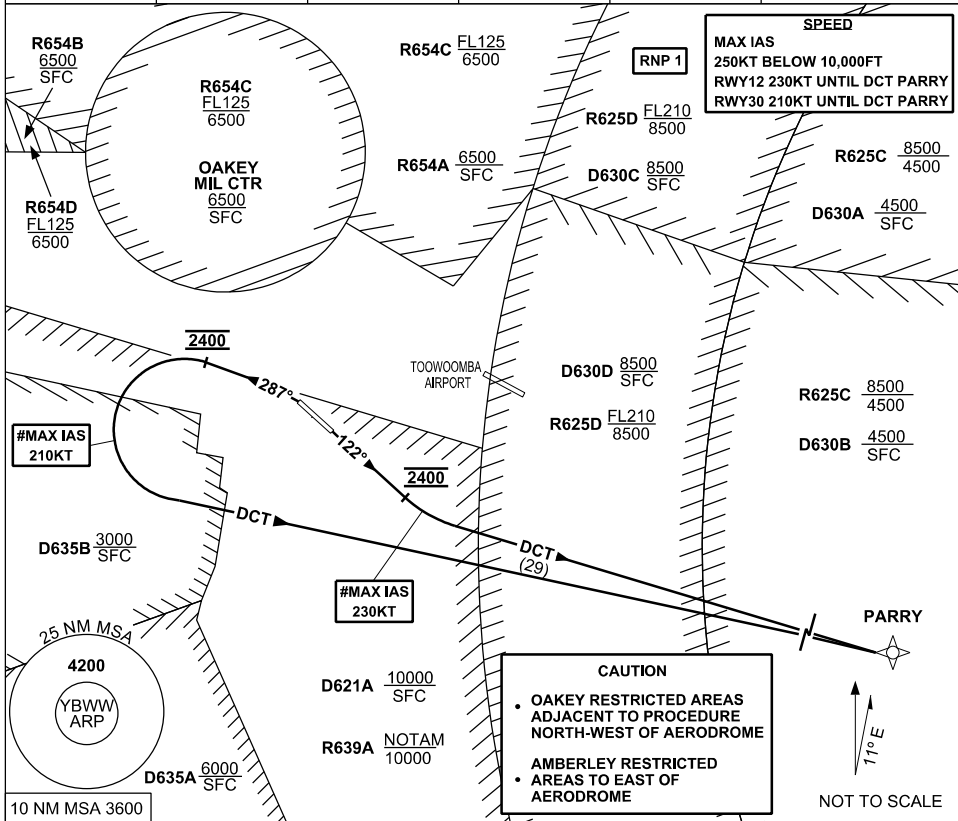 SPEED
MAX IAS
250KT BELOW 10,000FT
RWY12 230KT UNTIL DCT PARRY
RWY30 210KT UNTIL DCT PARRY
RNP 1
R654B
6500
SFC
R654C
FL125
6500
R654C FL125
6500
OAKEY
MIL CTR
6500
SFC
R654A 6500
SFC
R625D FL210
8500
D630C 8500
SFC
R625C 8500
4500
D630A 4500
SFC
R654D
FL125
6500
2400
287°
122°
2400
TOOWOOMBA
AIRPORT
D630D 8500
SFC
R625D FL210
8500
R625C 8500
4500
D630B 4500
SFC
#MAX IAS
210KT
DCT
DCT
(29)
D635B 3000
SFC
#MAX IAS
230KT
PARRY
25 NM MSA
4200
YBWW
ARP
10 NM MSA 3600
D621A 10000
SFC
R639A NOTAM
10000
D635A 6000
SFC
CAUTION
• OAKEY RESTRICTED AREAS
ADJACENT TO PROCEDURE
NORTH-WEST OF AERODROME
AMBERLEY RESTRICTED
• AREAS TO EAST OF
AERODROME
11° E
NOT TO SCALE